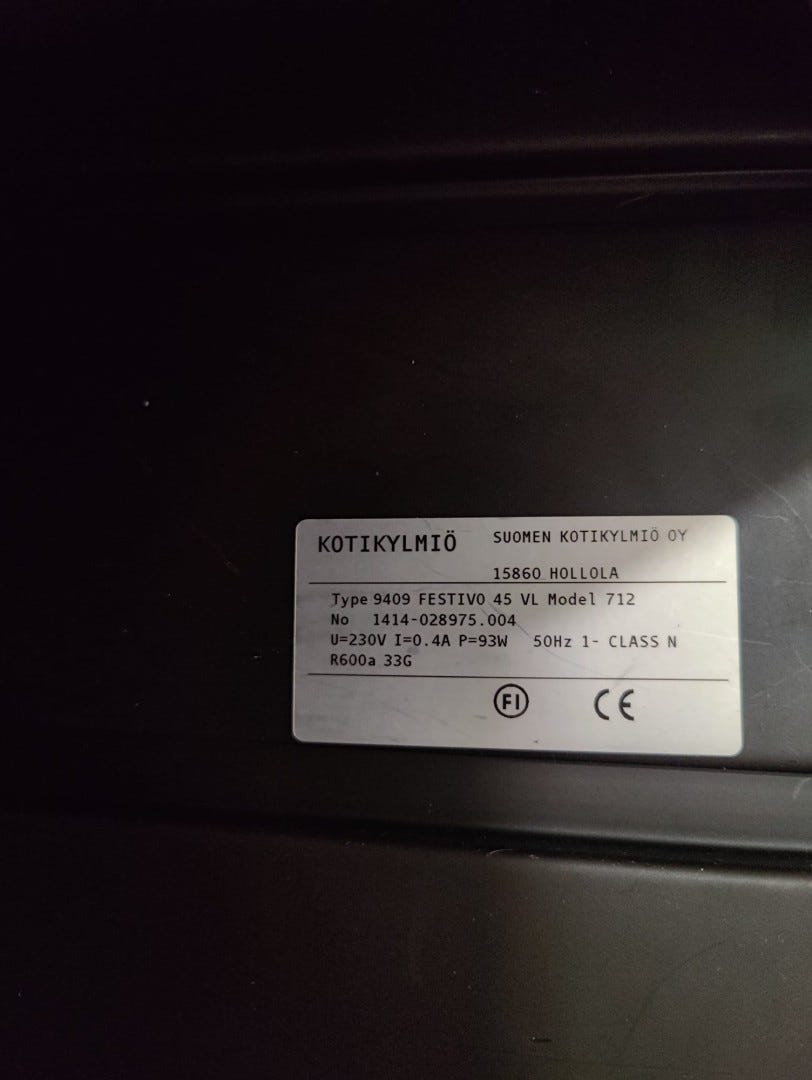 KOTIKYLMIÖ SUOMEN KOTIKYLMIÖ OY
15860 HOLLOLA
Type 9409 FESTIVO 45 VL Model 712
No 1414-028975.004
U=230V I=0.4A P=93W 50Hz 1- CLASS N
R600a 33G
FI CE